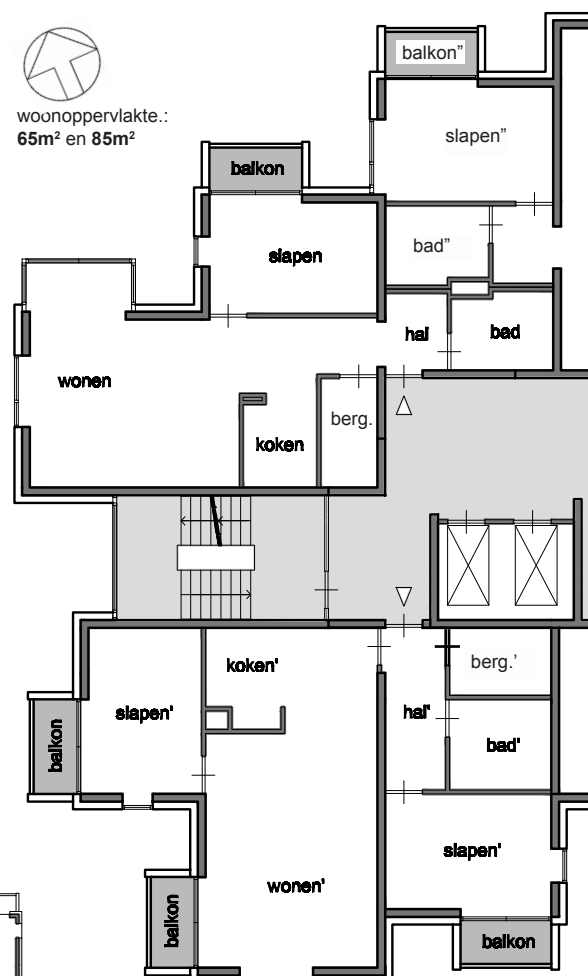 woonoppervlakte.:
65m² en 85m²
balkon”
slapen”
balkon
bad”
slapen
hal
bad
wonen
berg.
koken
koken'
berg.'
slapen'
hal'
balkon
bad'
slapen'
wonen'
balkon
balkon